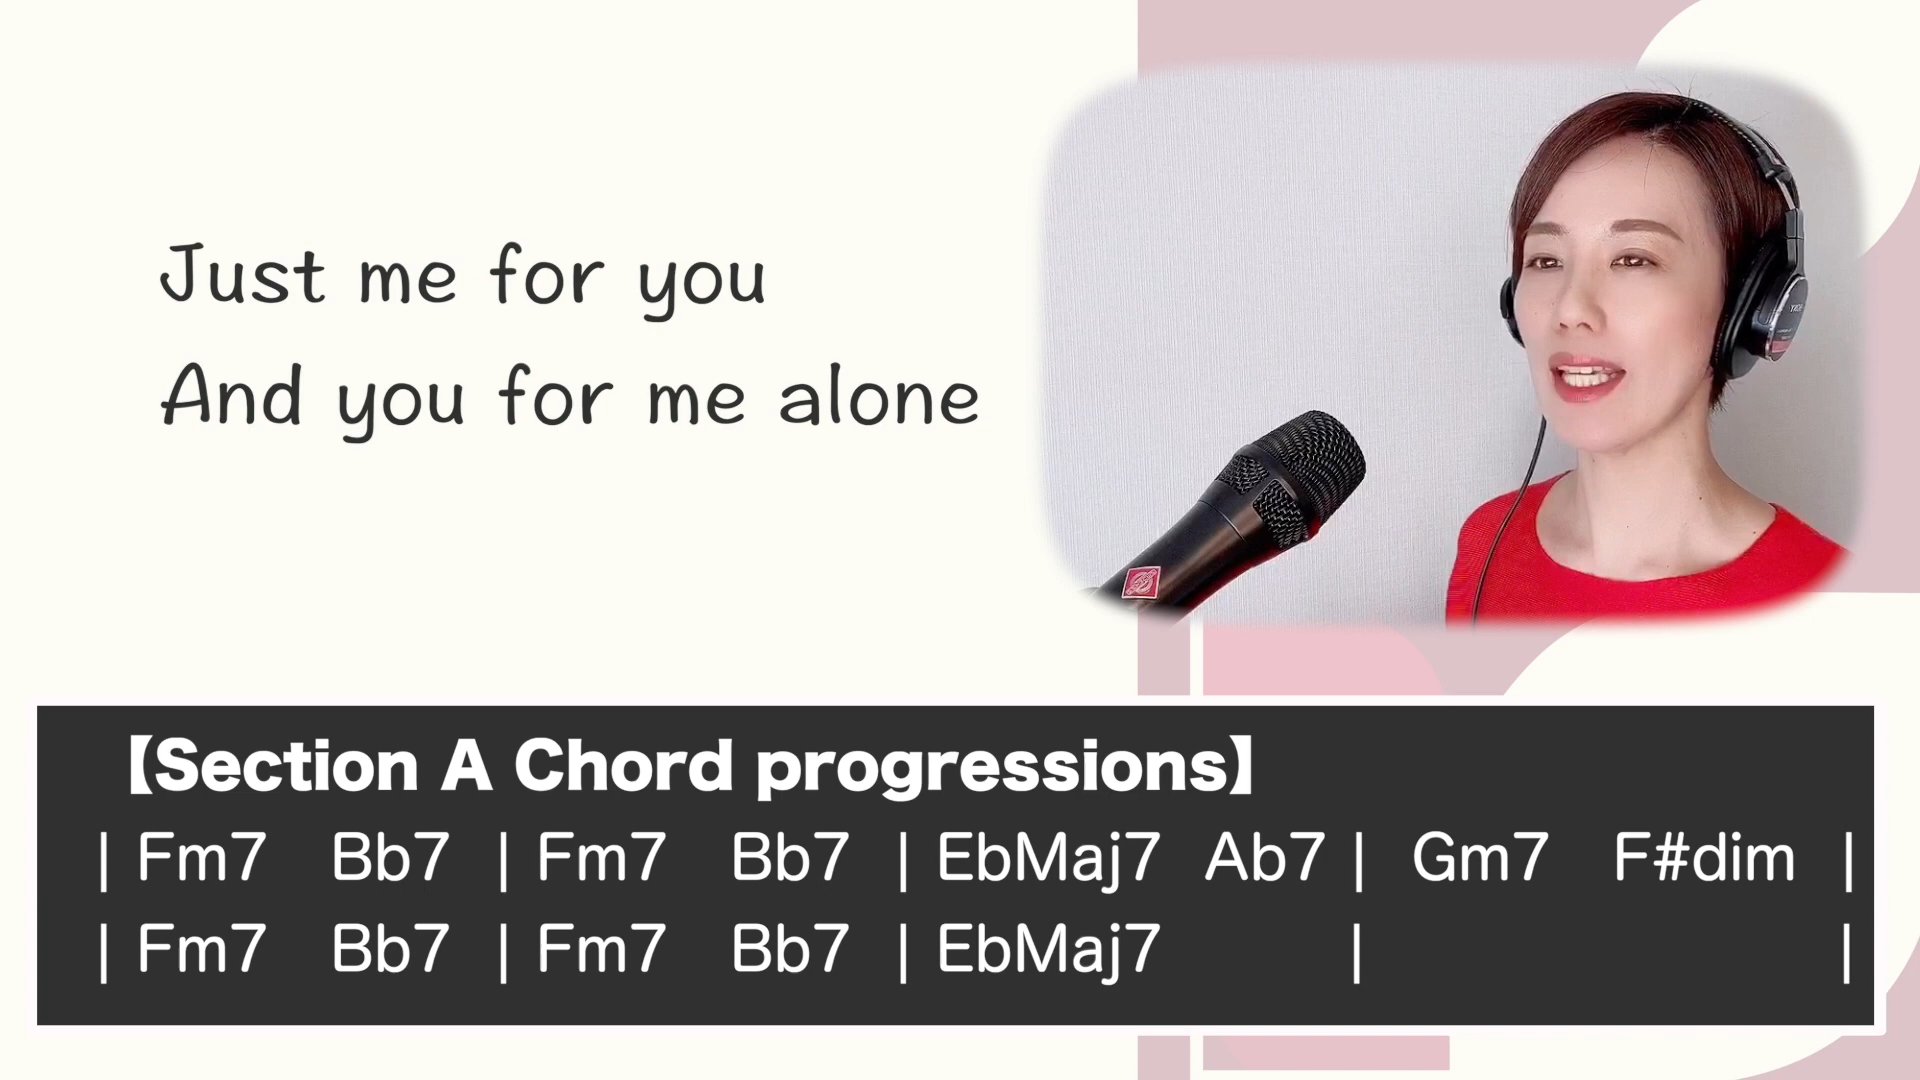 Just me for you
And you for me alone
SONY
【Section A Chord progressions】
| Fm7 Bb7 | Fm7 Bb7 | EbMaj7 Ab7 | Gm7 F#dim |
| Fm7 Bb7 | Fm7 Bb7 | EbMaj7 | |